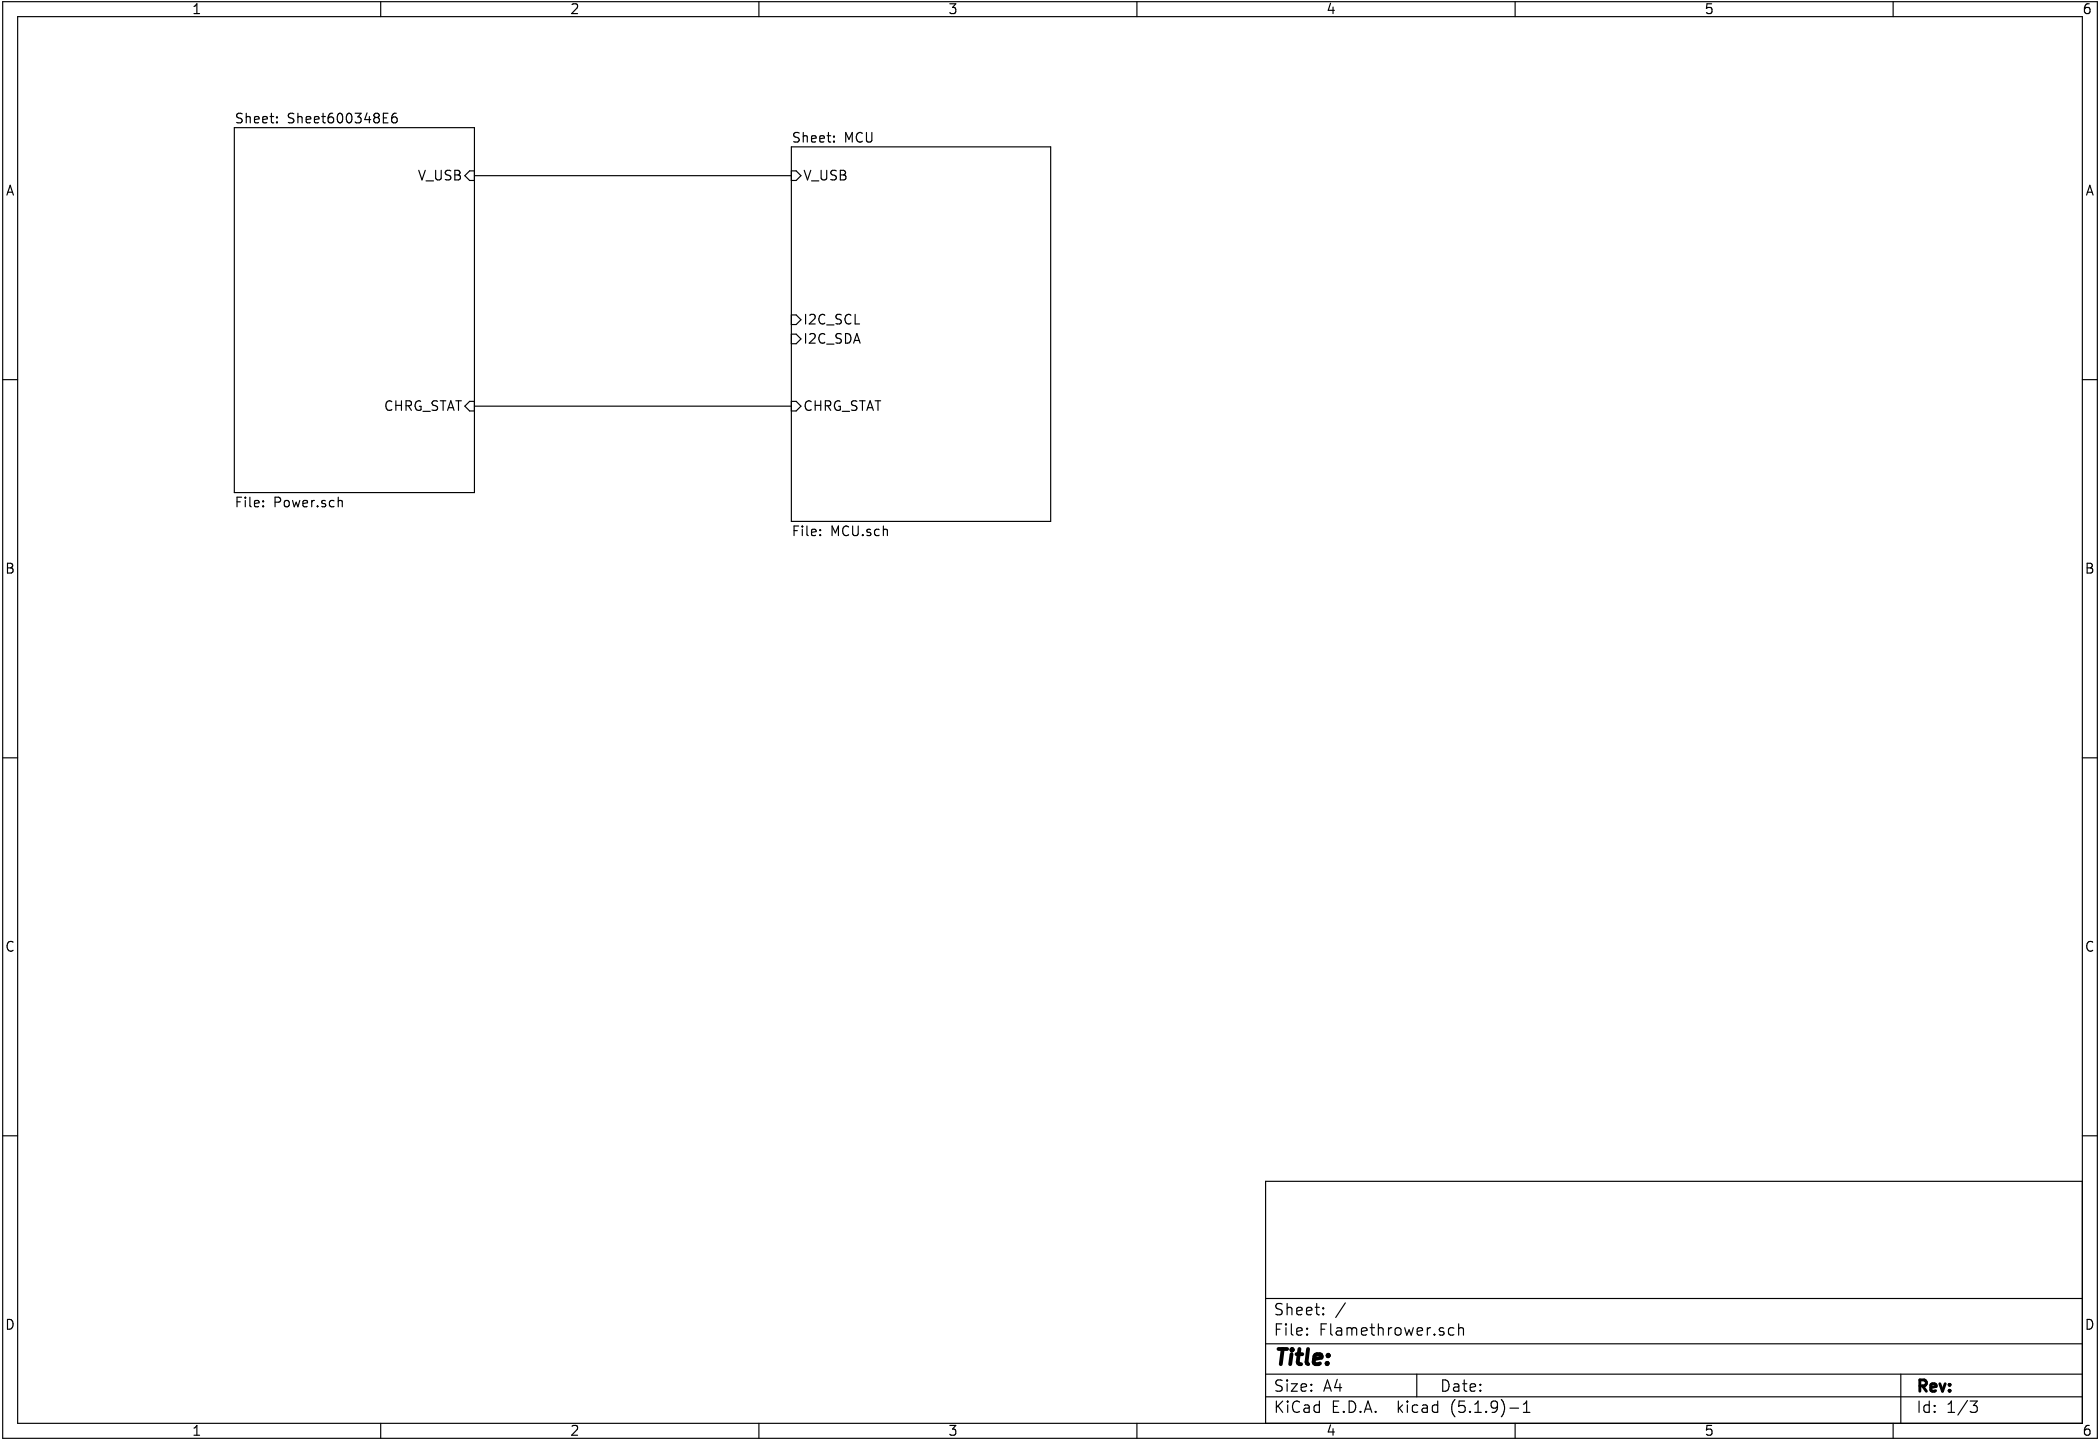 1 2 3 4 5 6
Sheet: Sheet600348E6
Sheet: MCU
V_USB
V_USB
A
A
I2C_SCL
I2C_SDA
CHRG_STAT
CHRG_STAT
File: Power.sch
File: MCU.sch
B
B
C
C
Sheet: /
File: Flamethrower.sch
D
D
Title:
Size: A4
Date:
Rev:
KiCad E.D.A. kicad (5.1.9)-1
Id: 1/3
1 2 3 4 5 6